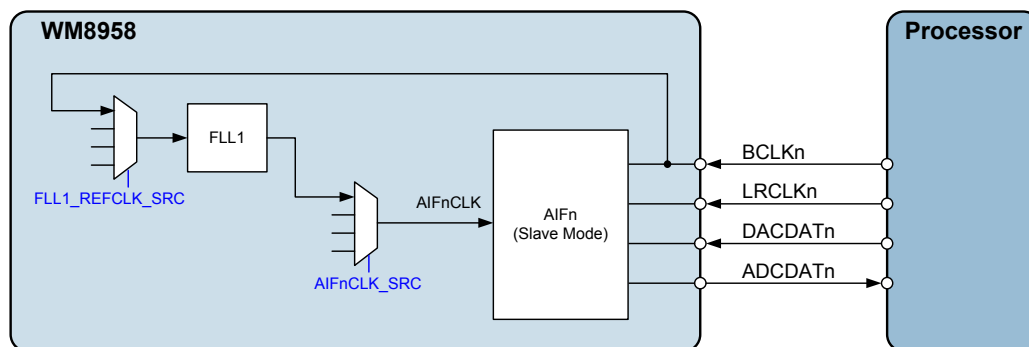 WM8958
Processor
FLL1
FLL1_REFCLK_SRC
AIFnCLK
AIFnCLK_SRC
AIFn
(Slave Mode)
BCLKn
LRCLKn
DACDATn
ADCDATn